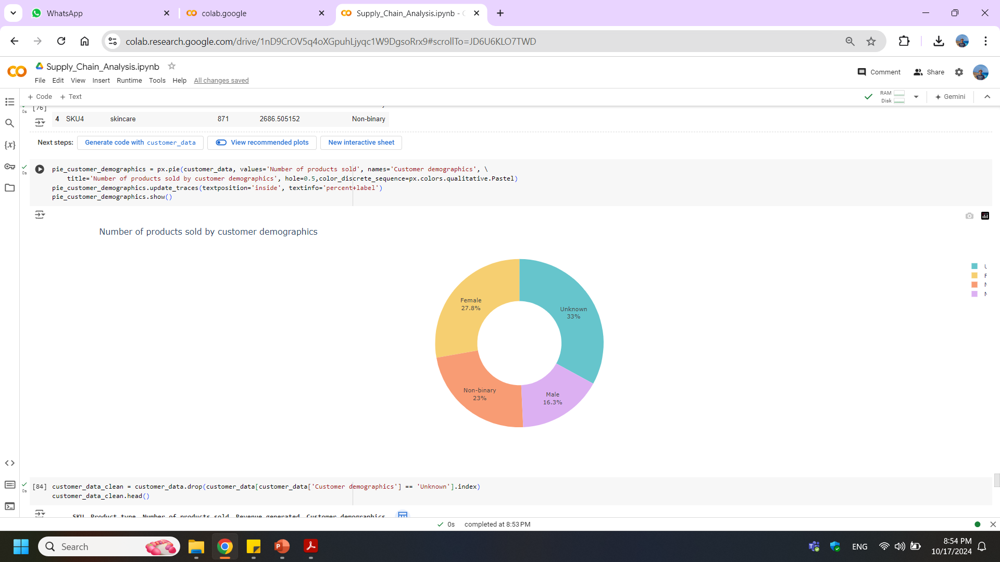 WhatsApp
colab.google
Supply_Chain_Analysis.ipynb -
colab.research.google.com/drive/1nD9CrOV5q4oXGpuhLjyqc1W9DgsoRrx9#scrollTo=JD6U6KLO7TWD
Supply_Chain_Analysis.ipynb
Comment Share
File Edit View Insert Runtime Tools Help All changes saved
+ Code + Text
RAM
Disk
Gemini
0s [76]
4 SKU4 skincare 871 2686.505152 Non-binary
Next steps: Generate code with customer_data View recommended plots New interactive sheet
{x}
0s
pie_customer_demographics = px.pie(customer_data, values='Number of products sold', names='Customer demographics', \
title='Number of products sold by customer demographics', hole=0.5,color_discrete_sequence=px.colors.qualitative.Pastel)
pie_customer_demographics.update_traces(textposition='inside', textinfo='percent+label')
pie_customer_demographics.show()
Number of products sold by customer demographics
Female
27.8%
Unknown
33%
Non-binary
23%
Male
16.3%
0s
[84] customer_data_clean = customer_data.drop(customer_data[customer_data['Customer demographics'] == 'Unknown'].index)
customer_data_clean.head()
SKU Product type Number of products sold Revenue generated Customer demographics
0s completed at 8:53 PM
Search
ENG
8:54 PM
10/17/2024